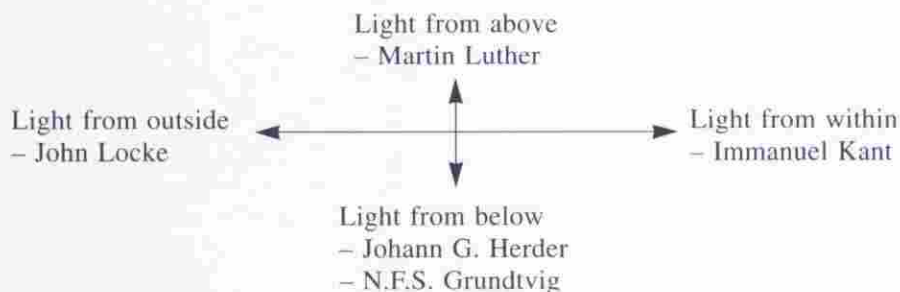 Light from above
– Martin Luther
Light from outside
– John Locke
Light from within
– Immanuel Kant
Light from below
– Johann G. Herder
– N.F.S. Grundtvig